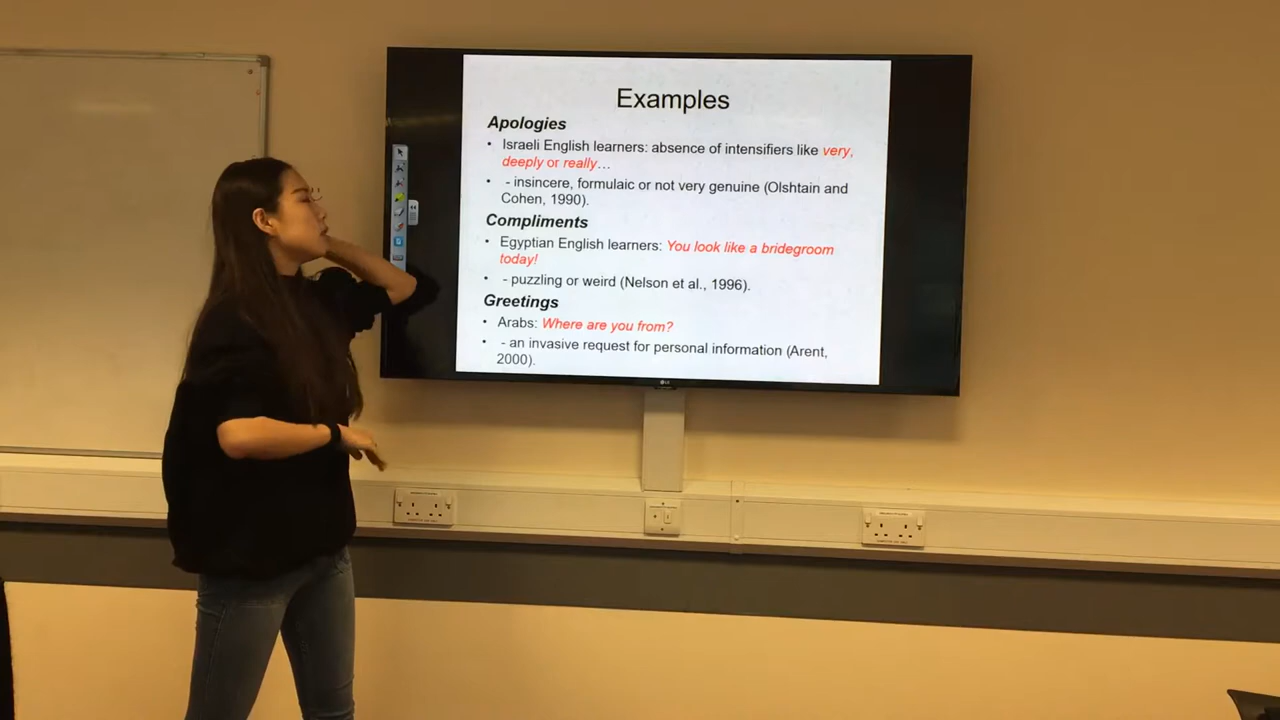 Examples
Apologies
• Israeli English learners: absence of intensifiers like very,
deeply or really…
• - insincere, formulaic or not very genuine (Olshtain and
Cohen, 1990).
Compliments
• Egyptian English learners: You look like a bridegroom
today!
• - puzzling or weird (Nelson et al., 1996).
Greetings
• Arabs: Where are you from?
• - an invasive request for personal information (Arent,
2000).
LG